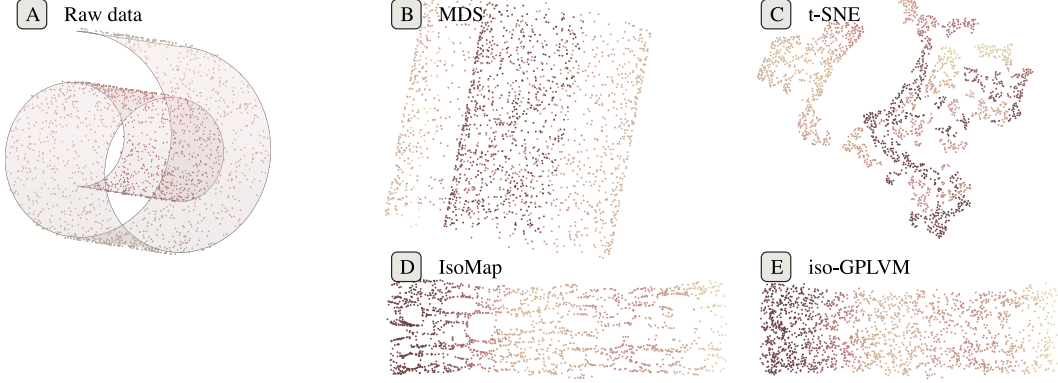 A Raw data
B MDS
C t-SNE
D IsoMap
E iso-GPLVM